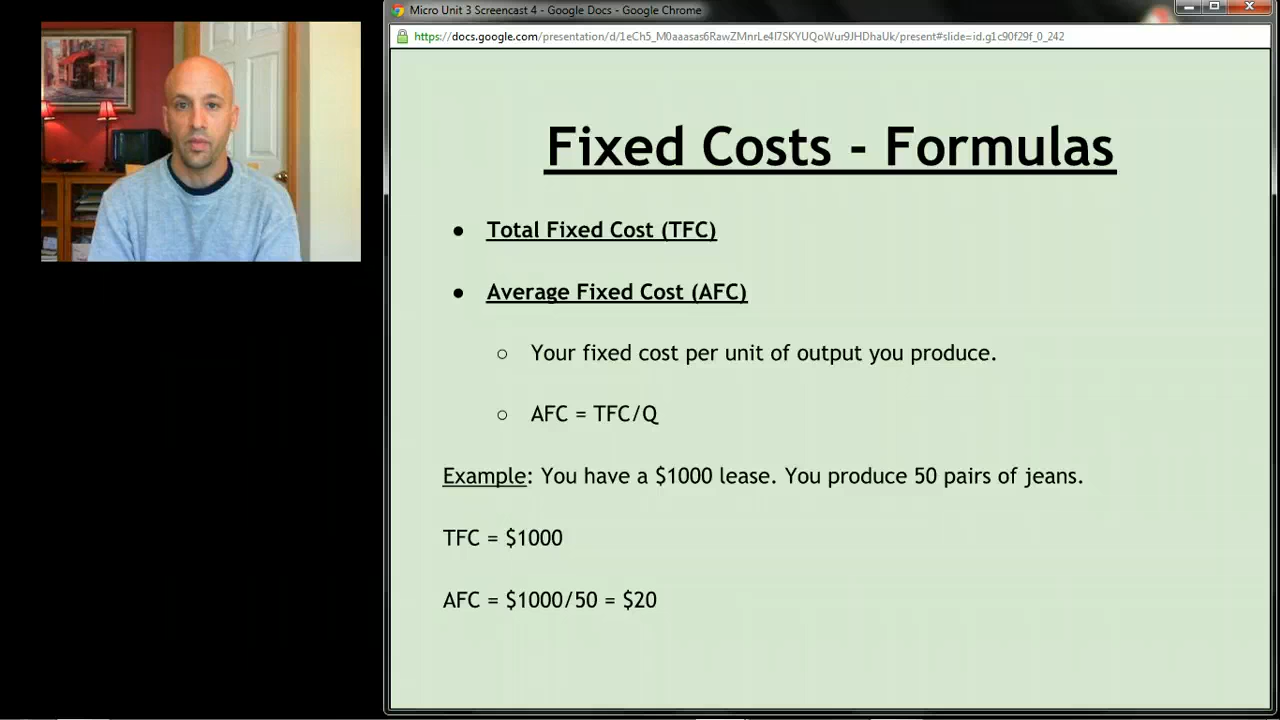 Micro Unit 3 Screencast 4 - Google Docs - Google Chrome
https://docs.google.com/presentation/d/1eCh5_M0aaasas6RawZMnrLe4l7SKYUQoWur9JHDhaUk/present#slide=id.g1c90f29f_0_242
Fixed Costs - Formulas
● Total Fixed Cost (TFC)
● Average Fixed Cost (AFC)
○ Your fixed cost per unit of output you produce.
○ AFC = TFC/Q
Example: You have a $1000 lease. You produce 50 pairs of jeans.
TFC = $1000
AFC = $1000/50 = $20